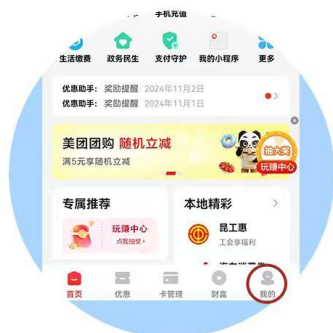 手机充值
生活缴费 政务民生 支付守护 我的小程序 更多
优惠助手： 奖励提醒 2024年11月2日
优惠助手： 奖励提醒 2024年11月1日
美团团购 随机立减
满5元享随机立减
抽大奖
玩赚中心
专属推荐
本地精彩
玩赚中心
点我抽奖
昆工惠
工会享福利
首页 优惠 卡管理 财富 我的